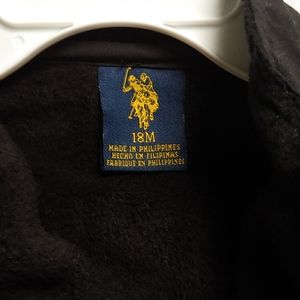 18M
MADE IN PHILIPPINES
HECHO EN FILIPINAS
FABRIQUE EN PHILIPPINES